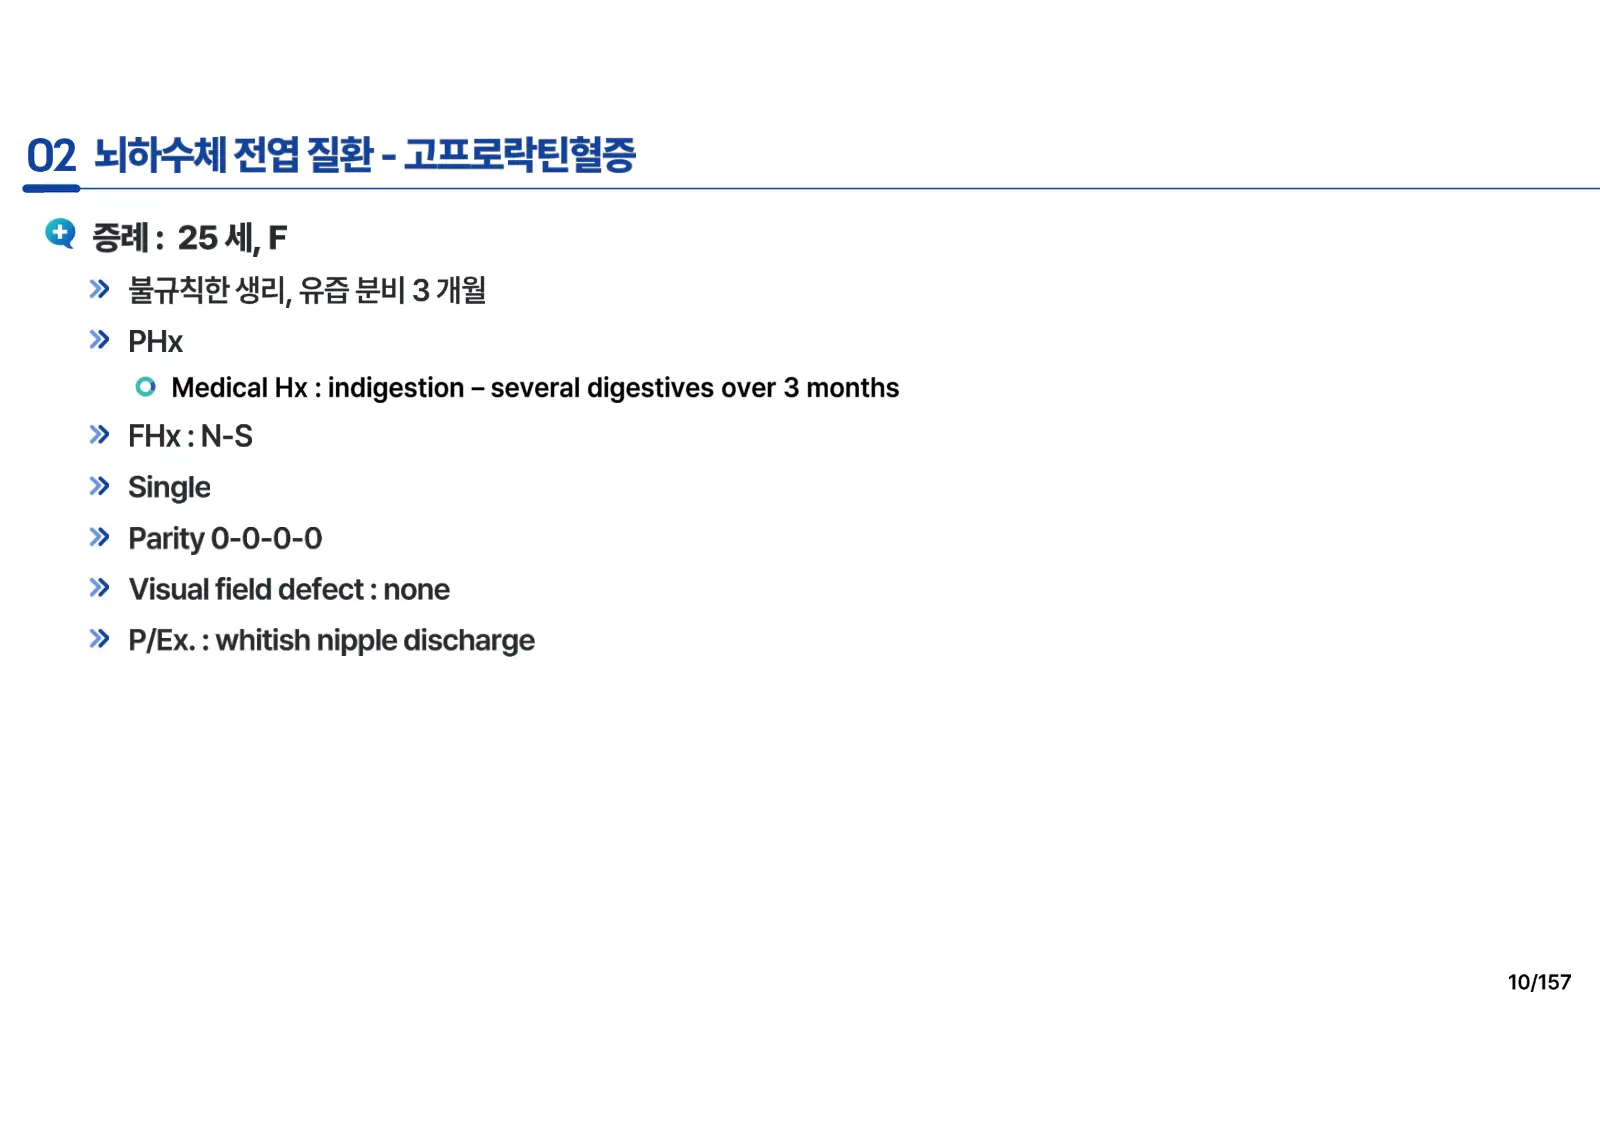 02 뇌하수체 전엽 질환 - 고프로락틴혈증
증례 : 25 세, F
불규칙한 생리, 유즙 분비 3 개월
PHx
Medical Hx : indigestion – several digestives over 3 months
FHx : N-S
Single
Parity 0-0-0-0
Visual field defect : none
P/Ex. : whitish nipple discharge
10/157